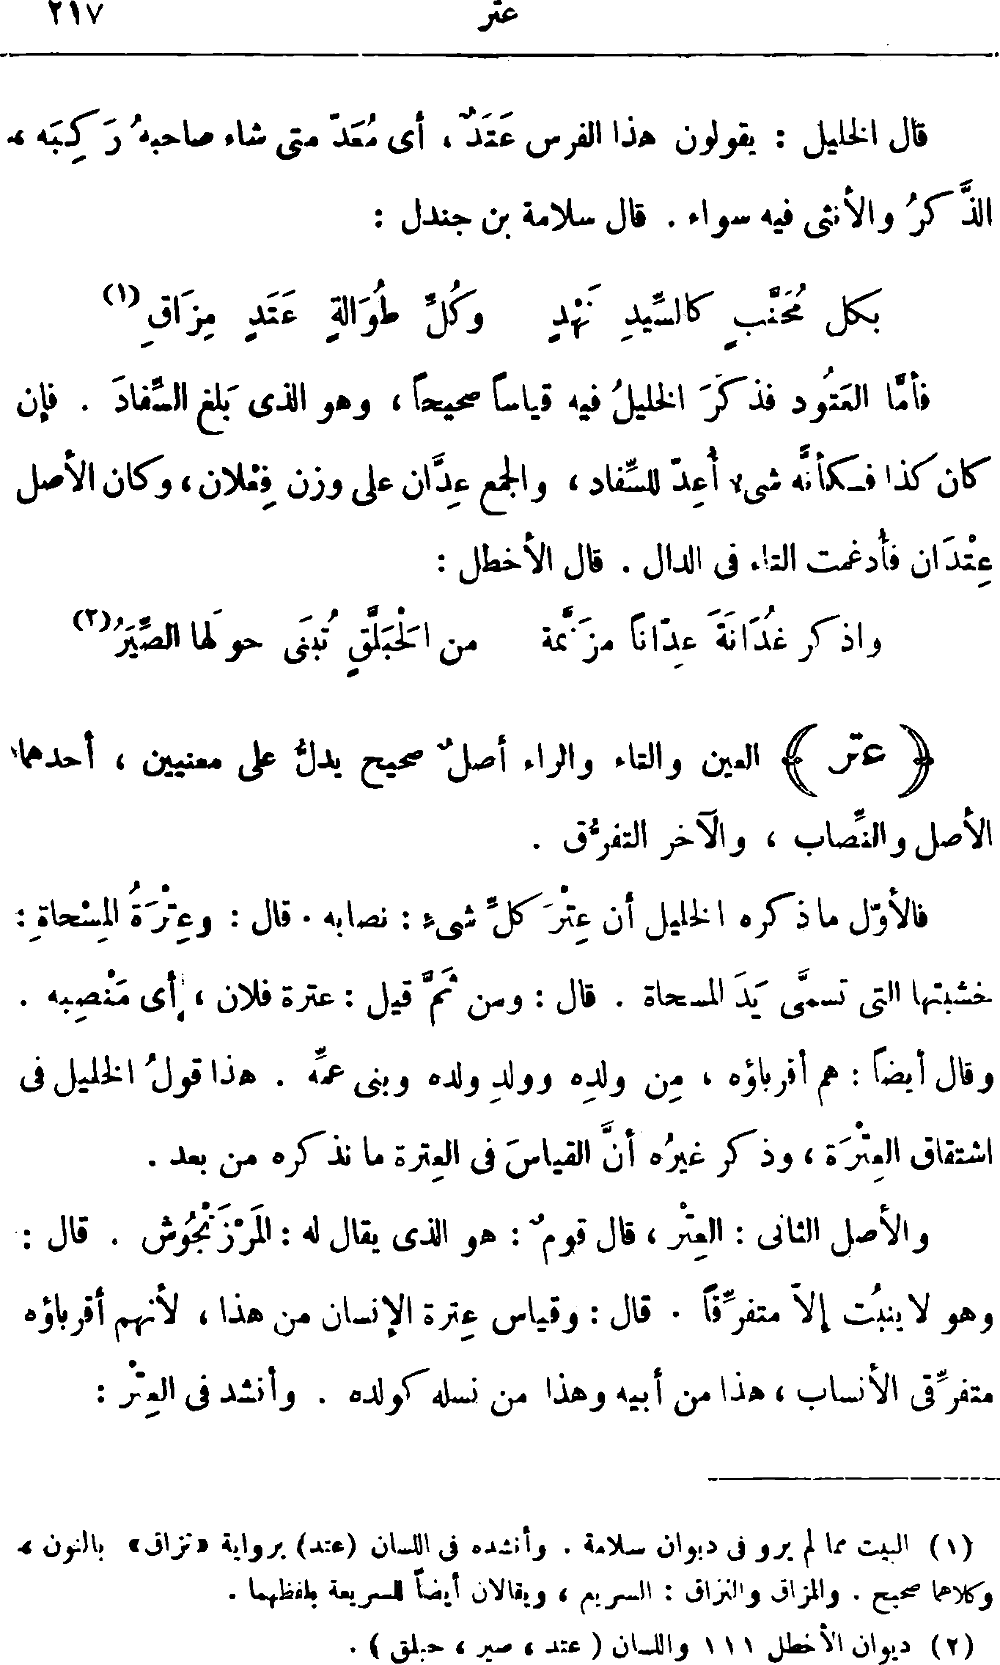 عتر ٢١٧
قال الخليل : يقولون هذا الفرس عَتَدٌ ، أى مُعَدّ متى شاء صاحبهُ رَكِبَه ،
الذَّكرُ والأنثى فيه سواء . قال سلامة بن جندل :
بكل مُحَنَّبٍ كالسِّيدِ نَهْدٍ وكُلِّ طُوَالةٍ عَتَدٍ مِزَاقِ (١)
فأمَّا العَتُود فذكَرَ الخليلُ فيه قياساً صحيحاً ، وهو الذى بَلغ السِّفادَ . فإن
كان كذا فكأنَّه شىء أُعِدّ للسِّفاد ، والجمع عِدَّان على وزن فِعْلان ، وكان الأصل
عِتْدَان فأُدغمت التاء فى الدال . قال الأخطل :
واذكر غُدَانَةَ عِدّاناً مزنَّمة من الحَبَلَّقِ تُبنَى حولَها الصِّيَرُ (٢)
﴿ عتر ﴾ العين والتاء والراء أصلٌ صحيح يدلُّ على معنيين ، أحدهما
الأصل والنِّصاب ، والآخر التفرُّق .
فالأوّل ما ذكره الخليل أن عِتْرَ كلِّ شىءٍ : نصابه . قال : وعِتْرَةُ المِسْحاةِ :
خشبتها التى تسمَّى يَدَ المسحاة . قال : ومن ثَمَّ قيل : عترة فلان ، أى مَنْصِبه .
وقال أيضاً : هم أقرباؤه ، مِن ولدِه وولدِ ولده وبنى عمِّه . هذا قولُ الخليل فى
اشتقاق العِتْرَة ، وذكر غيرُه أنَّ القياسَ فى العِترة ما نذكره من بعد .
والأصل الثانى : العِتْر ، قال قومٌ : هو الذى يقال له : المَرْزَنْجُوش . قال :
وهو لا ينبُت إلاّ متفرِّقاً . قال : وقياس عِترة الإنسان من هذا ، لأنهم أقرباؤه
متفرِّقى الأنساب ، هذا من أبيه وهذا من نسله كولده . وأنشد فى العِتْر :
(١) البيت مما لم يرو فى ديوان سلامة . وأنشده فى اللسان (عتد) برواية «نزاق» بالنون ،
وكلاهما صحيح . والمزاق والنزاق : السريع ، ويقالان أيضاً للسريعة بلفظهما .
(٢) ديوان الأخطل ١١١ واللسان ( عتد ، صير ، حبلق ) .